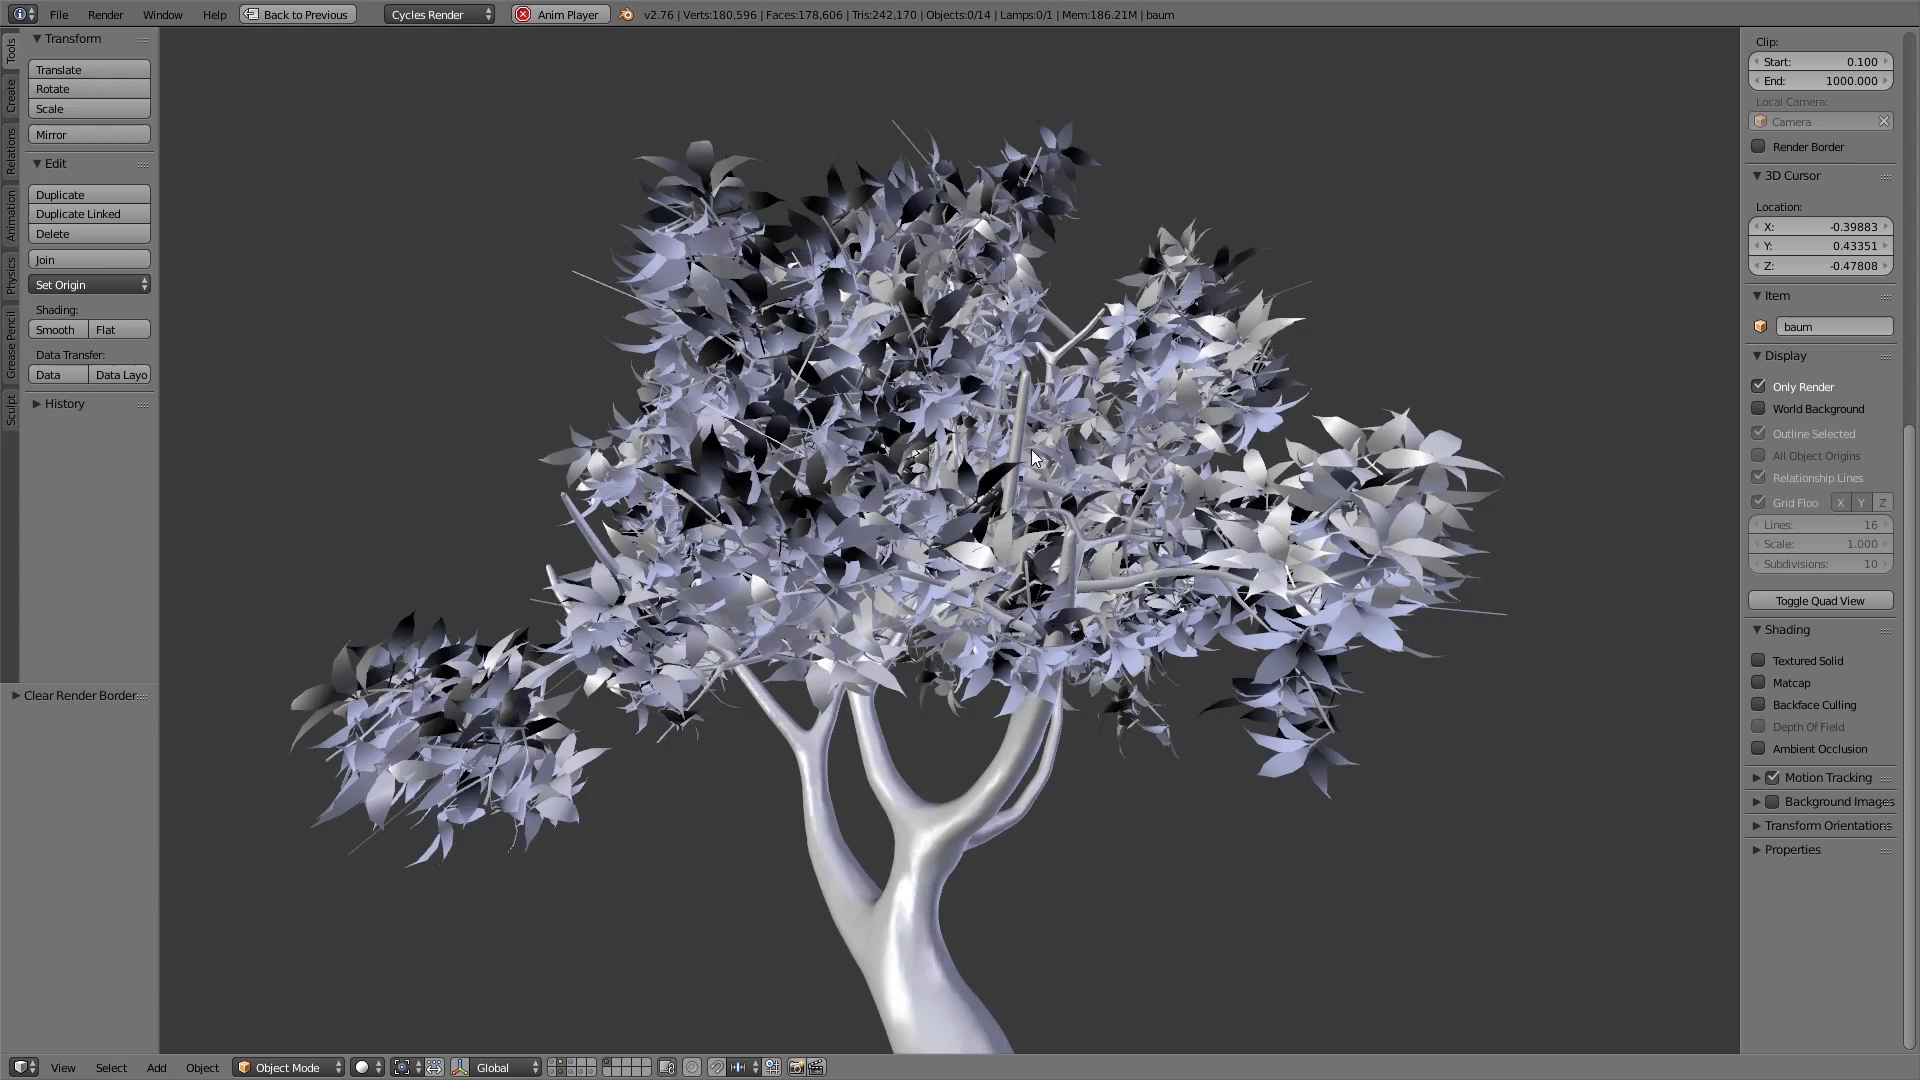 File Render Window Help Back to Previous Cycles Render Anim Player v2.76 | Verts:180,596 | Faces:178,606 | Tris:242,170 | Objects:0/14 | Lamps:0/1 | Mem:186.21M | baum
Tools
Create
Relations
Animation
Physics
Grease Pencil
Sculpt
Transform
Translate
Rotate
Scale
Mirror
Edit
Duplicate
Duplicate Linked
Delete
Join
Set Origin
Shading:
Smooth Flat
Data Transfer:
Data Data Layo
History
Clear Render Border
Clip:
Start: 0.100
End: 1000.000
Local Camera:
Camera
Render Border
3D Cursor
Location:
X: -0.39883
Y: 0.43351
Z: -0.47808
Item
baum
Display
Only Render
World Background
Outline Selected
All Object Origins
Relationship Lines
Grid Floo X Y Z
Lines: 16
Scale: 1.000
Subdivisions: 10
Toggle Quad View
Shading
Textured Solid
Matcap
Backface Culling
Depth Of Field
Ambient Occlusion
Motion Tracking
Background Images
Transform Orientations
Properties
View Select Add Object Object Mode Global